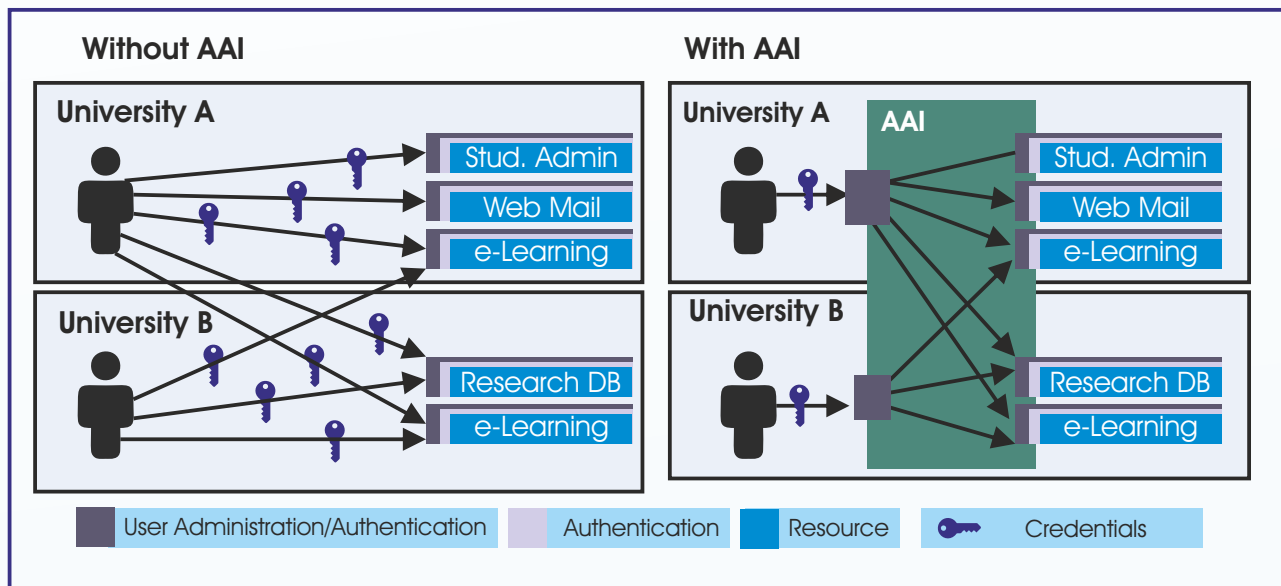 Without AAI
University A
Stud. Admin
Web Mail
e-Learning
University B
Research DB
e-Learning
With AAI
University A
AAI
Stud. Admin
Web Mail
e-Learning
University B
Research DB
e-Learning
User Administration/Authentication
Authentication
Resource
Credentials